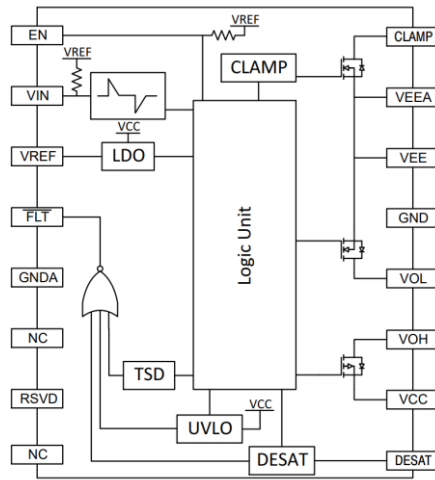 EN
VREF
CLAMP
VREF
CLAMP
VIN
VEEA
VCC
VREF
LDO
VEE
FLT
GND
Logic Unit
GNDA
VOL
NC
VOH
TSD
RSVD
VCC
VCC
UVLO
NC
DESAT
DESAT